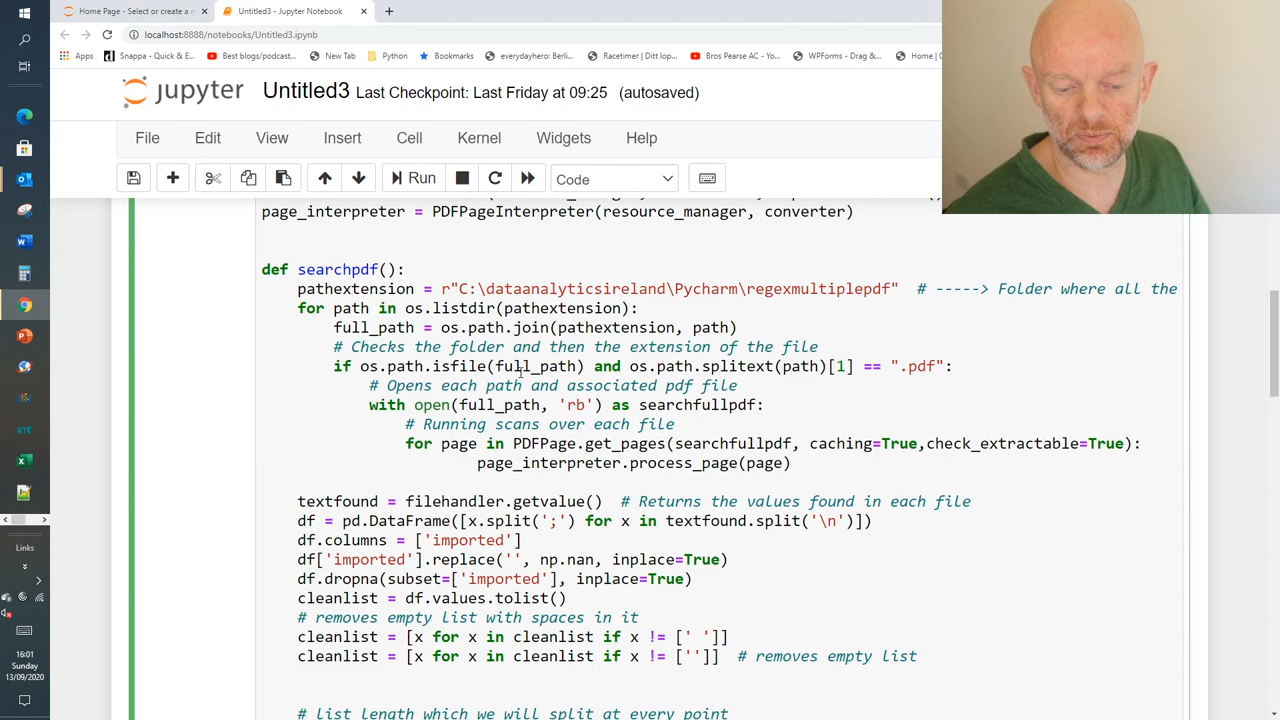 Home Page - Select or create a n
Untitled3 - Jupyter Notebook
localhost:8888/notebooks/Untitled3.ipynb
Apps
Snappa - Quick & E...
Best blogs/podcast...
New Tab
Python
Bookmarks
everydayhero: Berli...
Racetimer | Ditt lop...
Bros Pearse AC - Yo...
WPForms - Drag &...
Home | C
jupyter Untitled3 Last Checkpoint: Last Friday at 09:25 (autosaved)
File Edit View Insert Cell Kernel Widgets Help
Run
Code
page_interpreter = PDFPageInterpreter(resource_manager, converter)
def searchpdf():
pathextension = r"C:\dataanalyticsireland\Pycharm\regexmultiplepdf" # -----> Folder where all the
for path in os.listdir(pathextension):
full_path = os.path.join(pathextension, path)
# Checks the folder and then the extension of the file
if os.path.isfile(full_path) and os.path.splitext(path)[1] == ".pdf":
# Opens each path and associated pdf file
with open(full_path, 'rb') as searchfullpdf:
# Running scans over each file
for page in PDFPage.get_pages(searchfullpdf, caching=True,check_extractable=True):
page_interpreter.process_page(page)
textfound = filehandler.getvalue() # Returns the values found in each file
df = pd.DataFrame([x.split(';') for x in textfound.split('\n')])
df.columns = ['imported']
df['imported'].replace('', np.nan, inplace=True)
df.dropna(subset=['imported'], inplace=True)
cleanlist = df.values.tolist()
# removes empty list with spaces in it
cleanlist = [x for x in cleanlist if x != [' ']]
cleanlist = [x for x in cleanlist if x != ['']] # removes empty list
# list length which we will split at every point
Links
16:01
Sunday
13/09/2020